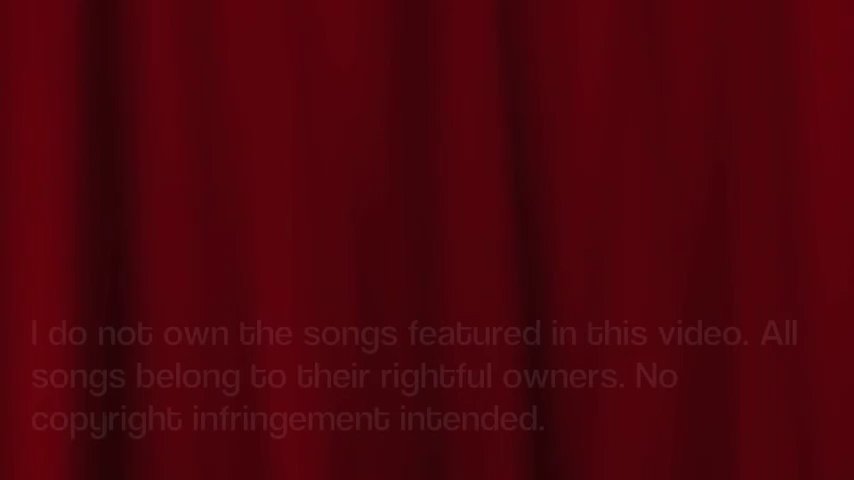 I do not own the songs featured in this video. All
songs belong to their rightful owners. No
copyright infringement intended.